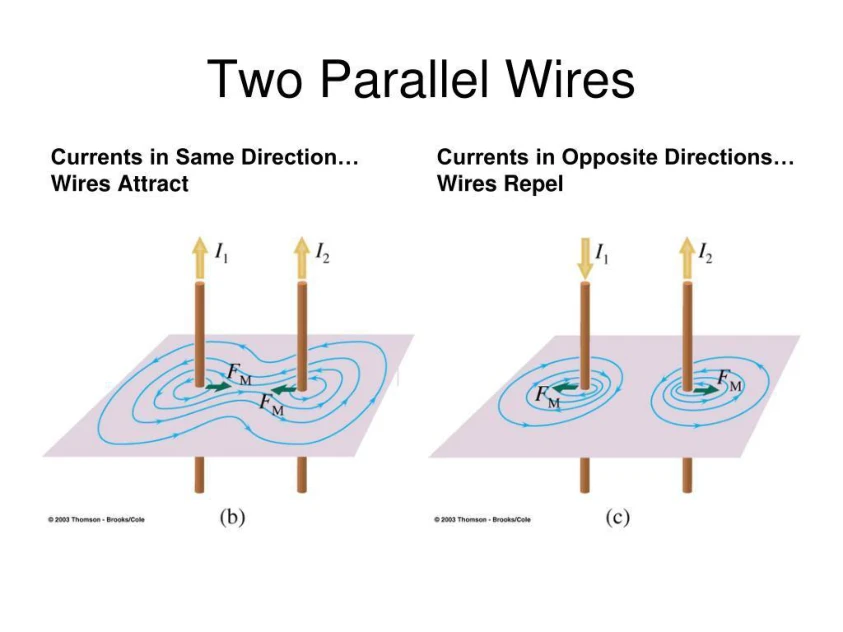 Two Parallel Wires
Currents in Same Direction…
Wires Attract
Currents in Opposite Directions…
Wires Repel
I1
I2
FM
FM
© 2003 Thomson - Brooks/Cole
(b)
I1
I2
FM
FM
© 2003 Thomson - Brooks/Cole
(c)